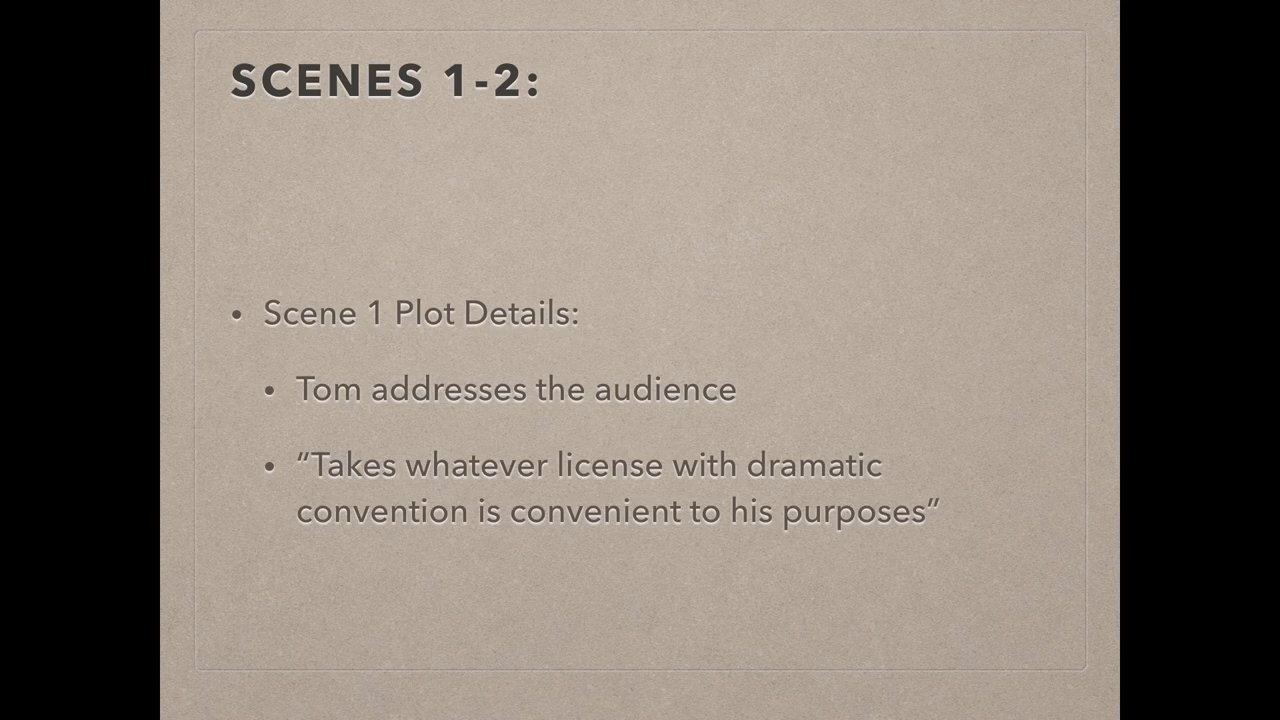 SCENES 1-2:
• Scene 1 Plot Details:
• Tom addresses the audience
• “Takes whatever license with dramatic
convention is convenient to his purposes”